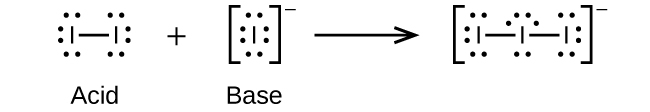 I — I + [I]⁻ ⟶ [I — I — I]⁻
Acid Base